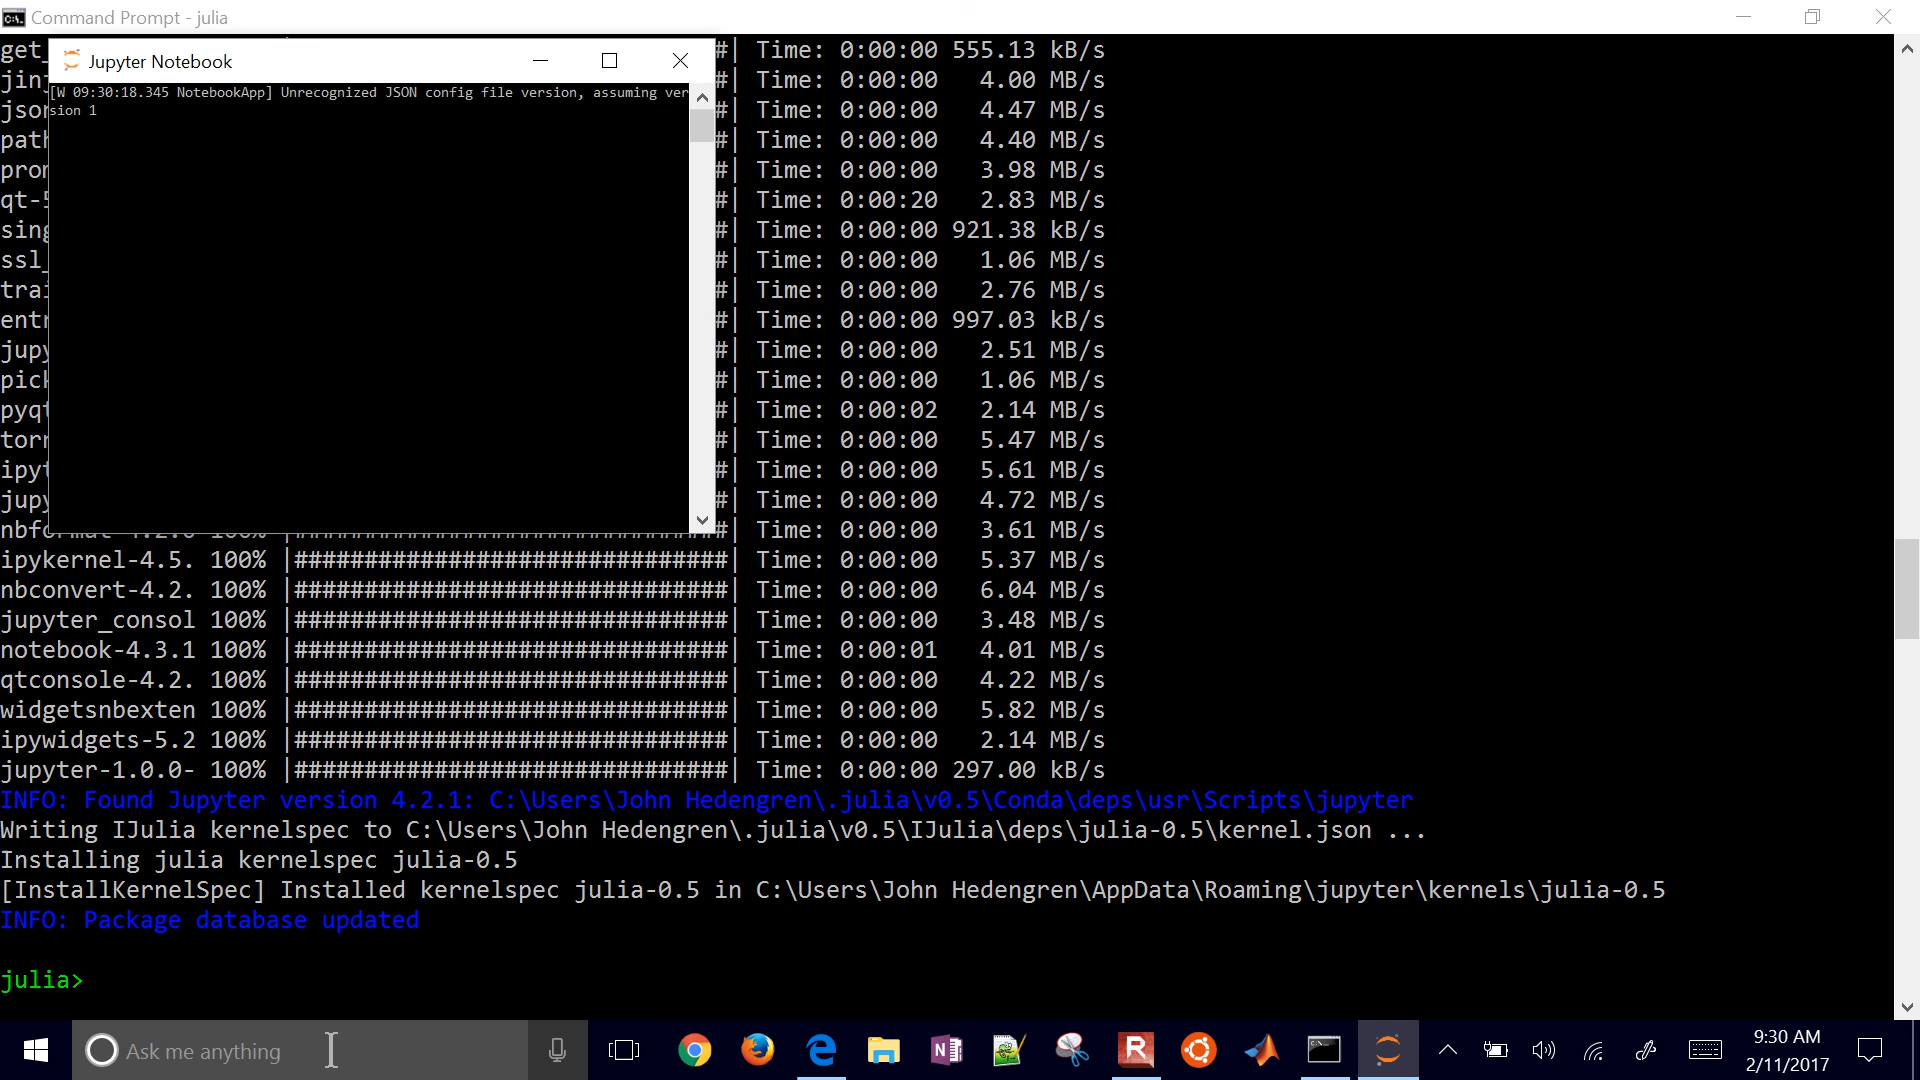 Command Prompt - julia
Jupyter Notebook
[W 09:30:18.345 NotebookApp] Unrecognized JSON config file version, assuming ver
sion 1
get_ #| Time: 0:00:00 555.13 kB/s
#| Time: 0:00:00 4.00 MB/s
#| Time: 0:00:00 4.47 MB/s
#| Time: 0:00:00 4.40 MB/s
#| Time: 0:00:00 3.98 MB/s
#| Time: 0:00:20 2.83 MB/s
#| Time: 0:00:00 921.38 kB/s
ssl_ #| Time: 0:00:00 1.06 MB/s
#| Time: 0:00:00 2.76 MB/s
#| Time: 0:00:00 997.03 kB/s
#| Time: 0:00:00 2.51 MB/s
#| Time: 0:00:00 1.06 MB/s
#| Time: 0:00:02 2.14 MB/s
#| Time: 0:00:00 5.47 MB/s
#| Time: 0:00:00 5.61 MB/s
#| Time: 0:00:00 4.72 MB/s
#| Time: 0:00:00 3.61 MB/s
ipykernel-4.5. 100% |###############################| Time: 0:00:00 5.37 MB/s
nbconvert-4.2. 100% |###############################| Time: 0:00:00 6.04 MB/s
jupyter_consol 100% |###############################| Time: 0:00:00 3.48 MB/s
notebook-4.3.1 100% |###############################| Time: 0:00:01 4.01 MB/s
qtconsole-4.2. 100% |###############################| Time: 0:00:00 4.22 MB/s
widgetsnbexten 100% |###############################| Time: 0:00:00 5.82 MB/s
ipywidgets-5.2 100% |###############################| Time: 0:00:00 2.14 MB/s
jupyter-1.0.0- 100% |###############################| Time: 0:00:00 297.00 kB/s
INFO: Found Jupyter version 4.2.1: C:\Users\John Hedengren\.julia\v0.5\Conda\deps\usr\Scripts\jupyter
Writing IJulia kernelspec to C:\Users\John Hedengren\.julia\v0.5\IJulia\deps\julia-0.5\kernel.json ...
Installing julia kernelspec julia-0.5
[InstallKernelSpec] Installed kernelspec julia-0.5 in C:\Users\John Hedengren\AppData\Roaming\jupyter\kernels\julia-0.5
INFO: Package database updated
julia>
Ask me anything
9:30 AM
2/11/2017